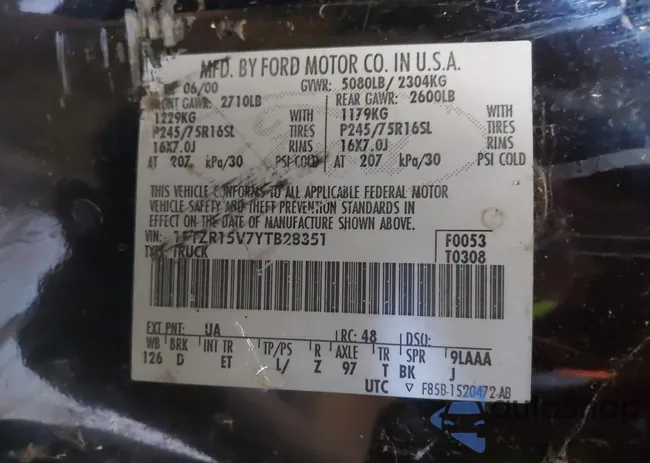 MFD. BY FORD MOTOR CO. IN U.S.A.
06/00 GVWR: 5080LB/ 2304KG
FRONT GAWR: 2710LB REAR GAWR: 2600LB
1229KG WITH 1179KG WITH
P245/75R16SL TIRES P245/75R16SL TIRES
16X7.0J RIMS 16X7.0J RIMS
AT 207 kPa/30 PSI COLD AT 207 kPa/30 PSI COLD
THIS VEHICLE CONFORMS TO ALL APPLICABLE FEDERAL MOTOR
VEHICLE SAFETY AND THEFT PREVENTION STANDARDS IN
EFFECT ON THE DATE OF MANUFACTURE SHOWN ABOVE.
VIN: 1FTZR15V7YTB28351 F0053
TYPE: TRUCK T0308
EXT PNT: UA RC: 48 DSO:
WB BRK INT TR TP/PS R AXLE TR SPR 9LAAA
126 D ET L/ Z 97 T BK J
UTC ▽ F85B-1520472-AB
autoSnap